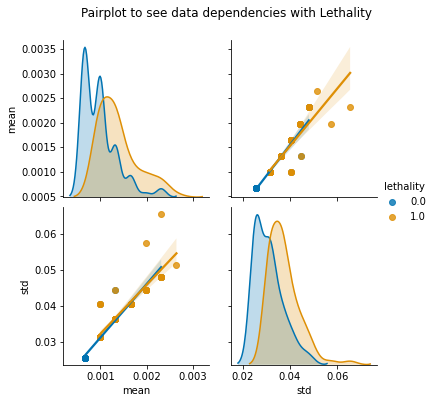 Pairplot to see data dependencies with Lethality
0.0035
0.0030
0.0025
0.0020
0.0015
0.0010
0.0005
mean
lethality
0.0
1.0
0.06
0.05
0.04
0.03
std
0.001 0.002 0.003
mean
0.02 0.04 0.06
std